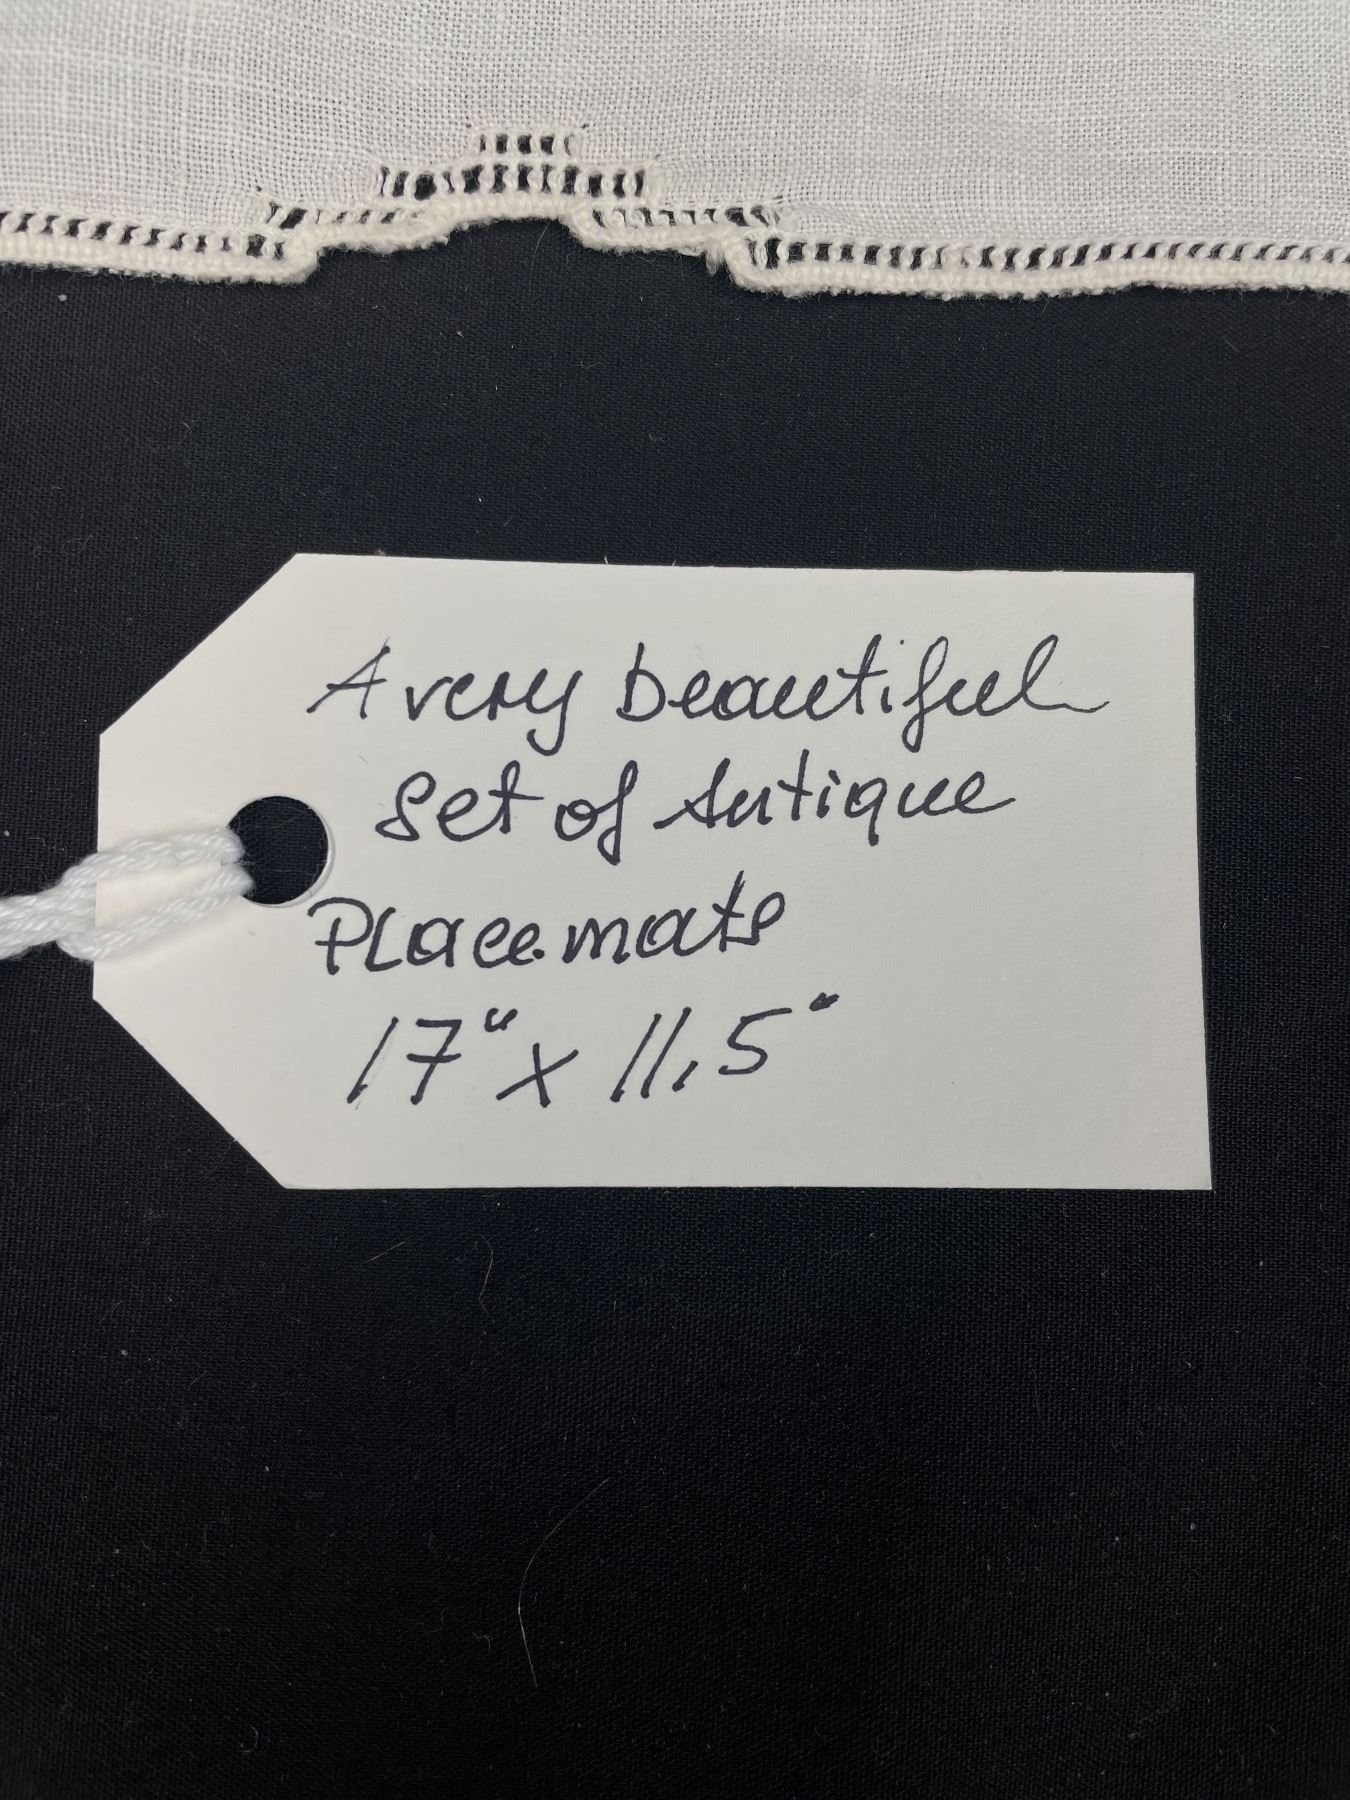 A very beautiful
set of Antique
Placemats
17" x 11,5"